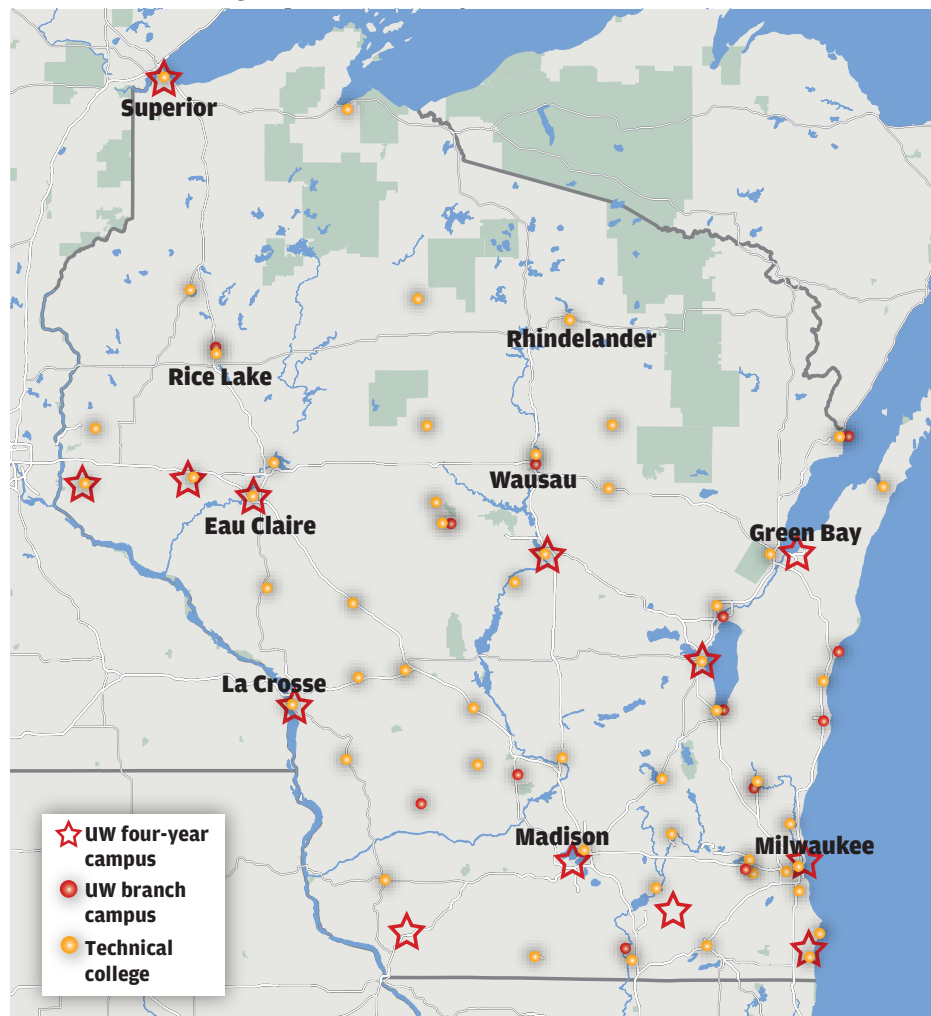 Superior
Rhindelander
Rice Lake
Wausau
Eau Claire
Green Bay
La Crosse
Madison
Milwaukee
UW four-year
campus
UW branch
campus
Technical
college